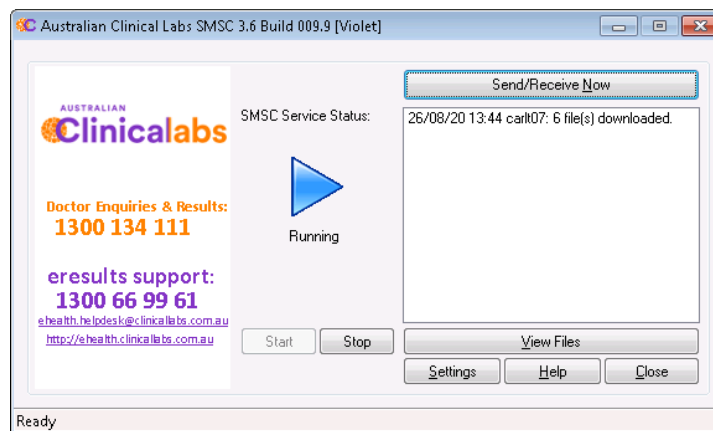 Australian Clinical Labs SMSC 3.6 Build 009.9 [Violet]
AUSTRALIAN
Clinicalabs
Doctor Enquiries & Results:
1300 134 111
eresults support:
1300 66 99 61
ehealth.helpdesk@clinicallabs.com.au
http://ehealth.clinicallabs.com.au
SMSC Service Status:
Running
Start
Stop
Send/Receive Now
26/08/20 13:44 carlt07: 6 file(s) downloaded.
View Files
Settings
Help
Close
Ready